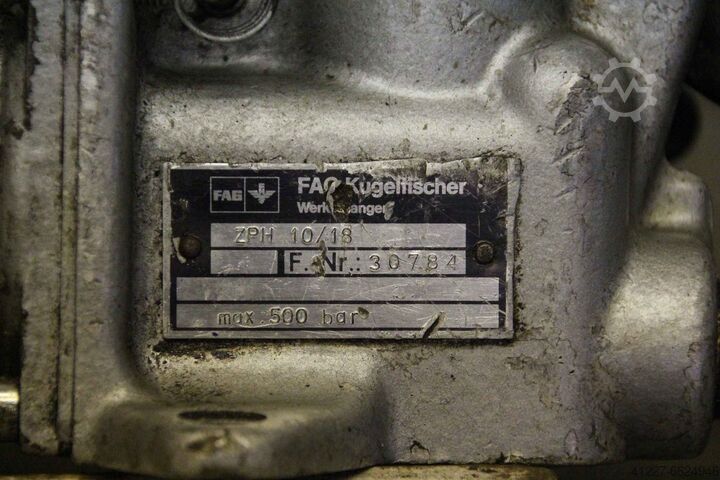 FAG FAG Kugelfischer
ZPH 10/18
F.-Nr.: 30784
max 500 bar